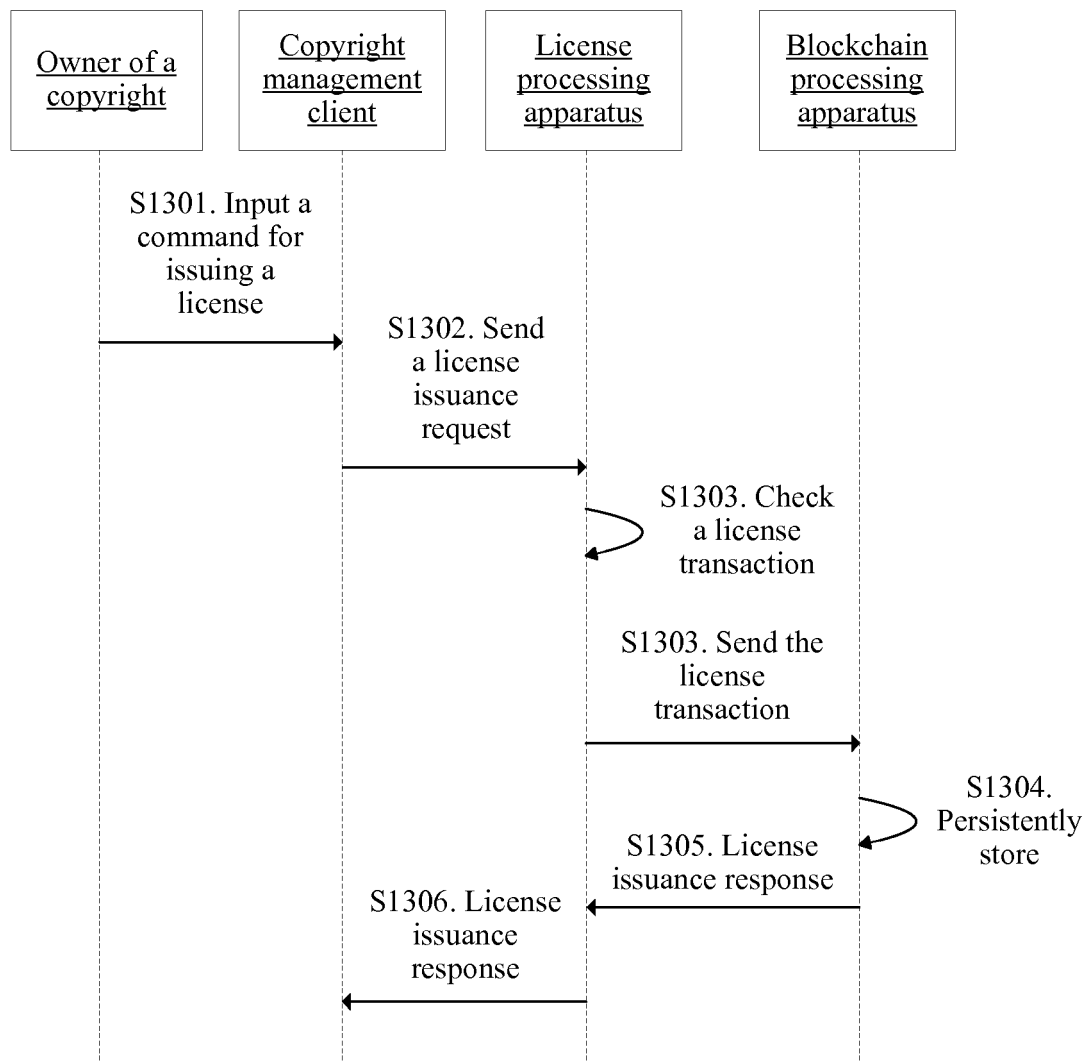 Owner of a
copyright
Copyright
management
client
License
processing
apparatus
Blockchain
processing
apparatus
S1301. Input a
command for
issuing a
license
S1302. Send
a license
issuance
request
S1303. Check
a license
transaction
S1303. Send the
license
transaction
S1304.
Persistently
store
S1305. License
issuance response
S1306. License
issuance
response